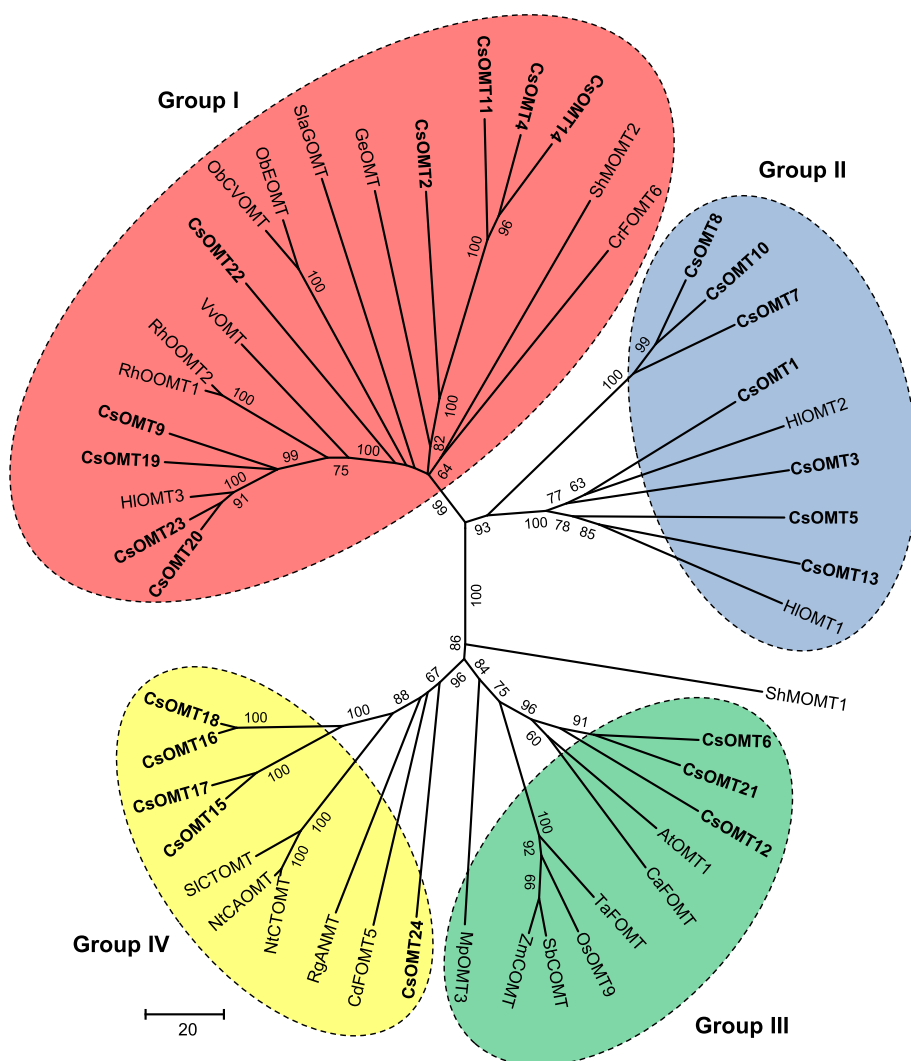 Group I
CsOMT11
CsOMT4
CsOMT14
SlaGOMT
GeOMT
CsOMT2
ShMOMT2
CrFOMT6
ObEOMT
ObCVOMT
CsOMT22
VvOMT
RhOOMT2
RhOOMT1
CsOMT9
CsOMT19
HlOMT3
CsOMT23
CsOMT20
100
96
100
100
100
82
64
99
75
100
99
100
91
Group II
CsOMT8
CsOMT10
CsOMT7
CsOMT1
HlOMT2
CsOMT3
CsOMT5
CsOMT13
HlOMT1
99
100
77
63
93
100
78
85
100
86
ShMOMT1
84
75
96
91
60
CsOMT6
CsOMT21
CsOMT12
AtOMT1
CaFOMT
TaFOMT
OsOMT9
SbCOMT
ZmCOMT
MpOMT3
100
92
66
Group III
96
67
88
100
100
100
100
100
CsOMT18
CsOMT16
CsOMT17
CsOMT15
SlCTOMT
NtCAOMT
NtCTOMT
RgANMT
CdFOMT5
CsOMT24
Group IV
20